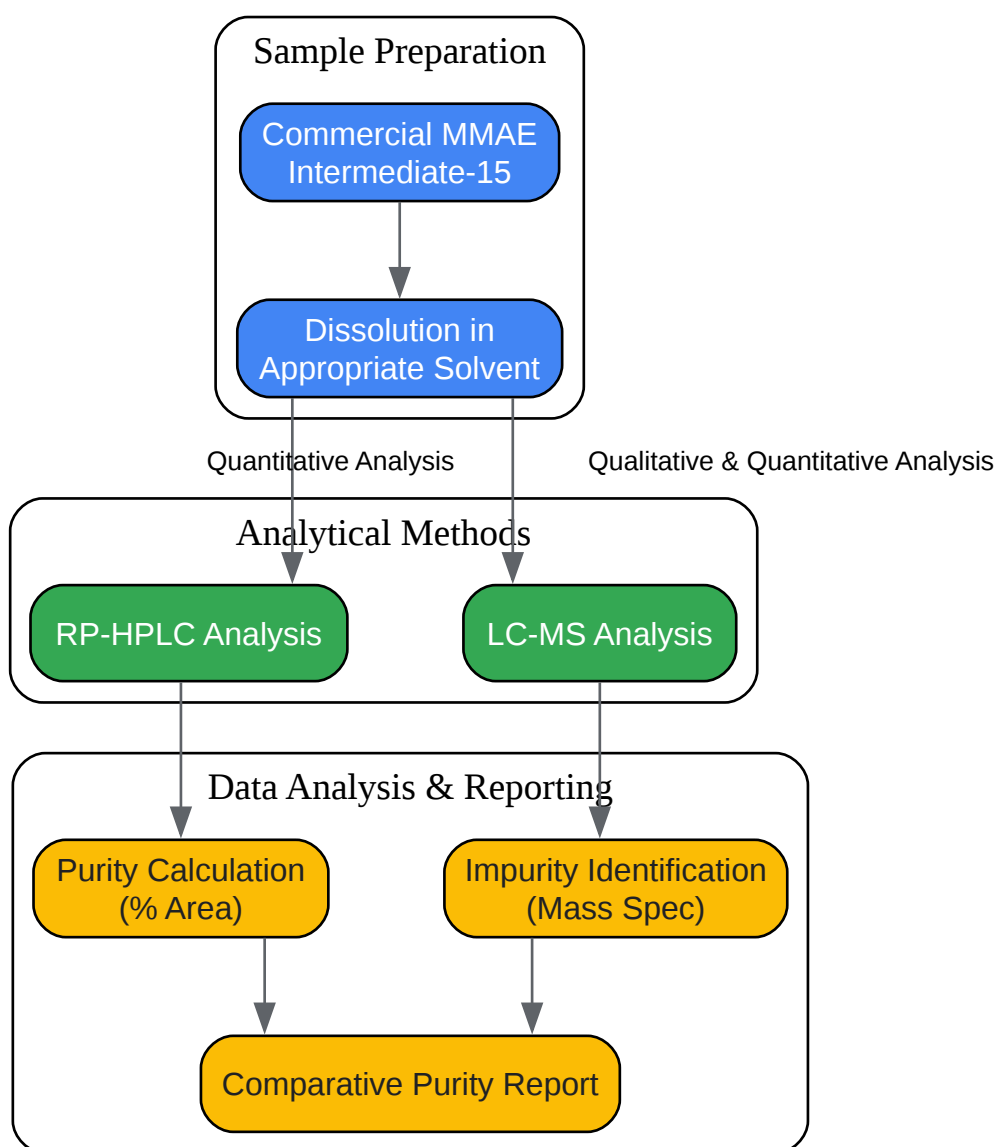 Sample Preparation
Commercial MMAE
Intermediate-15
Dissolution in
Appropriate Solvent
Quantitative Analysis
Qualitative & Quantitative Analysis
Analytical Methods
RP-HPLC Analysis
LC-MS Analysis
Data Analysis & Reporting
Purity Calculation
(% Area)
Impurity Identification
(Mass Spec)
Comparative Purity Report